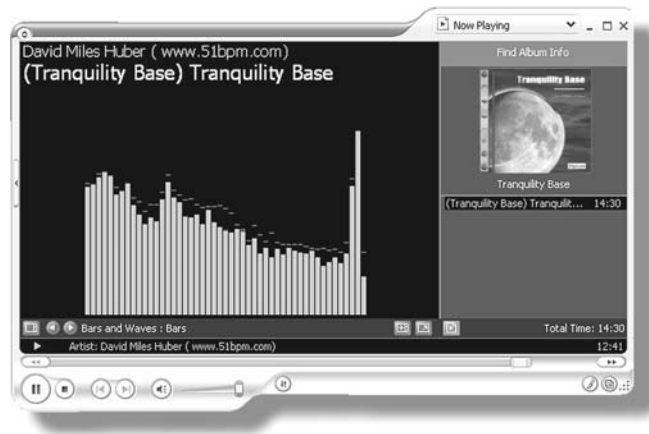 Now Playing
David Miles Huber ( www.51bpm.com)
(Tranquility Base) Tranquility Base
Find Album Info
Tranquility Base
Tranquility Base
(Tranquility Base) Tranquilit... 14:30
Bars and Waves : Bars
Total Time: 14:30
Artist: David Miles Huber ( www.51bpm.com)
12:41